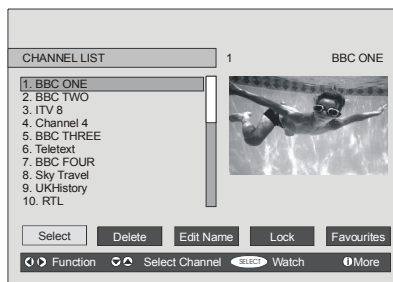 CHANNEL LIST 1 BBC ONE
1. BBC ONE
2. BBC TWO
3. ITV 8
4. Channel 4
5. BBC THREE
6. Teletext
7. BBC FOUR
8. Sky Travel
9. UKHistory
10. RTL
Select Delete Edit Name Lock Favourites
Function Select Channel SELECT Watch i More